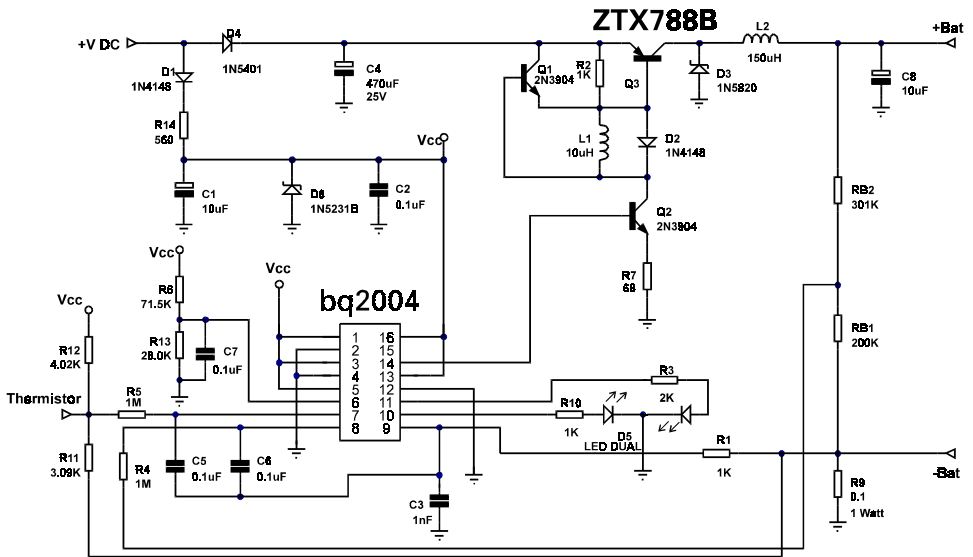 ZTX788B
+V DC
D4
1N5401
D1
1N4148
R14
560
C4
470uF
25V
Q1
2N3904
R2
1K
Q3
D3
1N5820
L2
150uH
+Bat
C8
10uF
L1
10uH
D2
1N4148
Vcc
C1
10uF
D6
1N5231B
C2
0.1uF
Q2
2N3904
RB2
301K
Vcc
R6
71.5K
Vcc
bq2004
R7
68
Vcc
R12
4.02K
R13
28.0K
C7
0.1uF
1 16
2 15
3 14
4 13
5 12
6 11
7 10
8 9
RB1
200K
Thermistor
R5
1M
R3
2K
R10
1K
D5
LED DUAL
R1
1K
R11
3.09K
R4
1M
C5
0.1uF
C6
0.1uF
C3
1nF
-Bat
R9
0.1
1 Watt